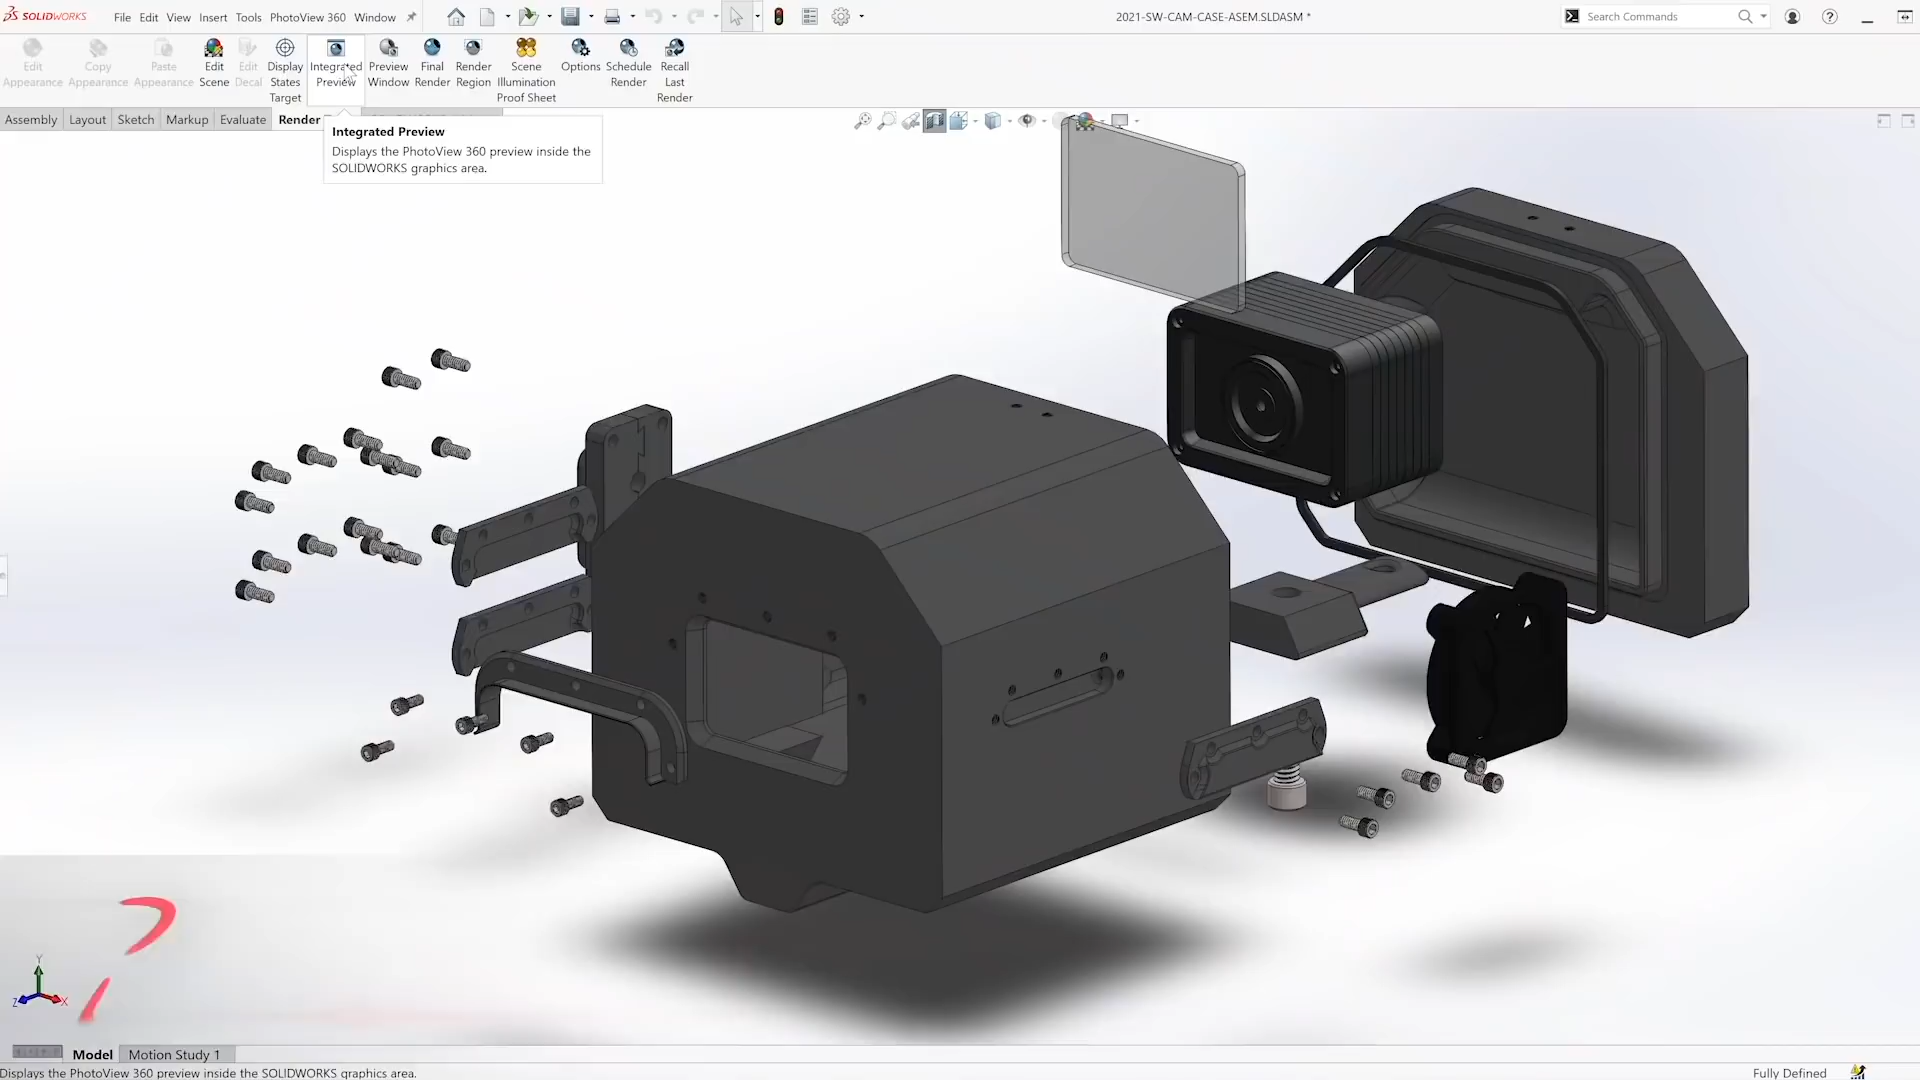 SOLIDWORKS File Edit View Insert Tools PhotoView 360 Window 2021-SW-CAM-CASE-ASEM.SLDASM * Search Commands
Edit Appearance
Copy Appearance
Paste Appearance
Edit Scene
Edit Decal
Display States Target
Integrated Preview
Preview Window
Final Render
Render Region
Scene Illumination Proof Sheet
Options
Schedule Render
Recall Last Render
Assembly Layout Sketch Markup Evaluate Render
Integrated Preview
Displays the PhotoView 360 preview inside the
SOLIDWORKS graphics area.
Y
Z X
Model Motion Study 1
Displays the PhotoView 360 preview inside the SOLIDWORKS graphics area. Fully Defined